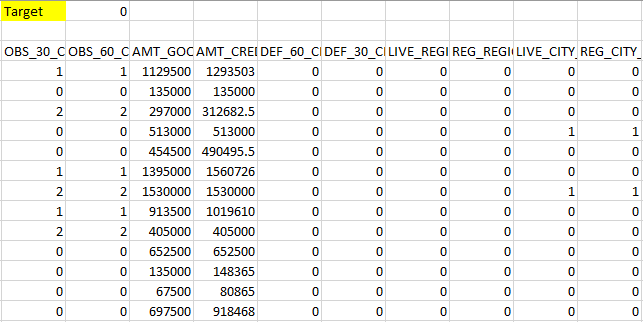 Target 0
OBS_30_C OBS_60_C AMT_GOO AMT_CREI DEF_60_CI DEF_30_CI LIVE_REGI REG_REGI LIVE_CITY_ REG_CITY_
1 1 1129500 1293503 0 0 0 0 0 0
0 0 135000 135000 0 0 0 0 0 0
2 2 297000 312682.5 0 0 0 0 0 0
0 0 513000 513000 0 0 0 0 1 1
0 0 454500 490495.5 0 0 0 0 0 0
1 1 1395000 1560726 0 0 0 0 0 0
2 2 1530000 1530000 0 0 0 0 1 1
1 1 913500 1019610 0 0 0 0 0 0
2 2 405000 405000 0 0 0 0 0 0
0 0 652500 652500 0 0 0 0 0 0
0 0 135000 148365 0 0 0 0 0 0
0 0 67500 80865 0 0 0 0 0 0
0 0 697500 918468 0 0 0 0 0 0